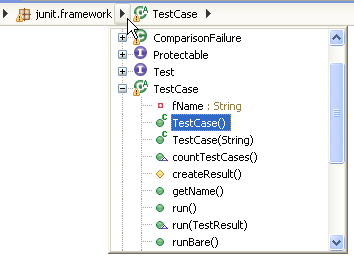 junit.framework TestCase
ComparisonFailure
Protectable
Test
TestCase
fName : String
TestCase()
TestCase(String)
countTestCases()
createResult()
getName()
run()
run(TestResult)
runBare()